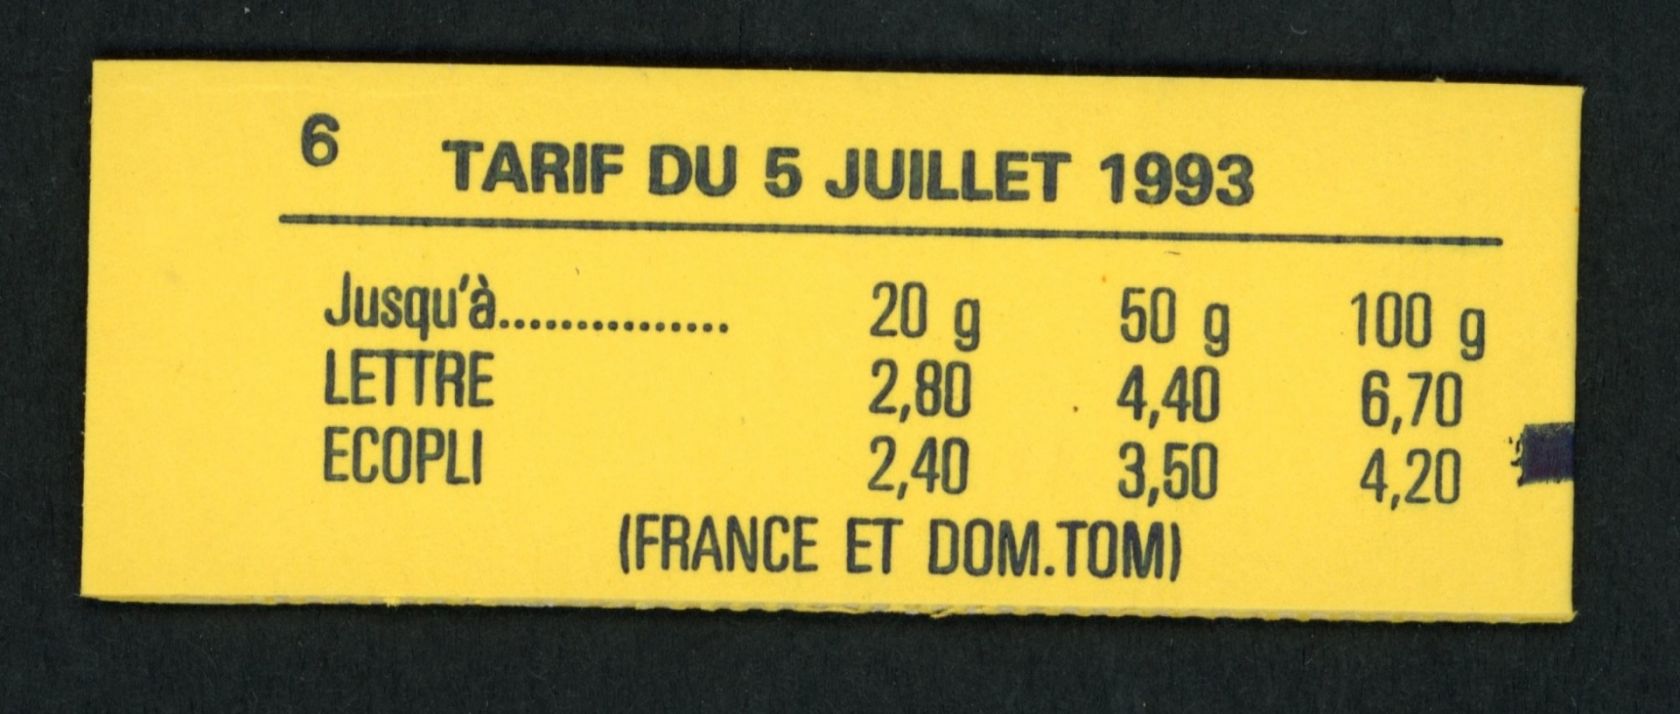 6 TARIF DU 5 JUILLET 1993
Jusqu'à............... 20 g 50 g 100 g
LETTRE 2,80 4,40 6,70
ECOPLI 2,40 3,50 4,20
(FRANCE ET DOM.TOM)